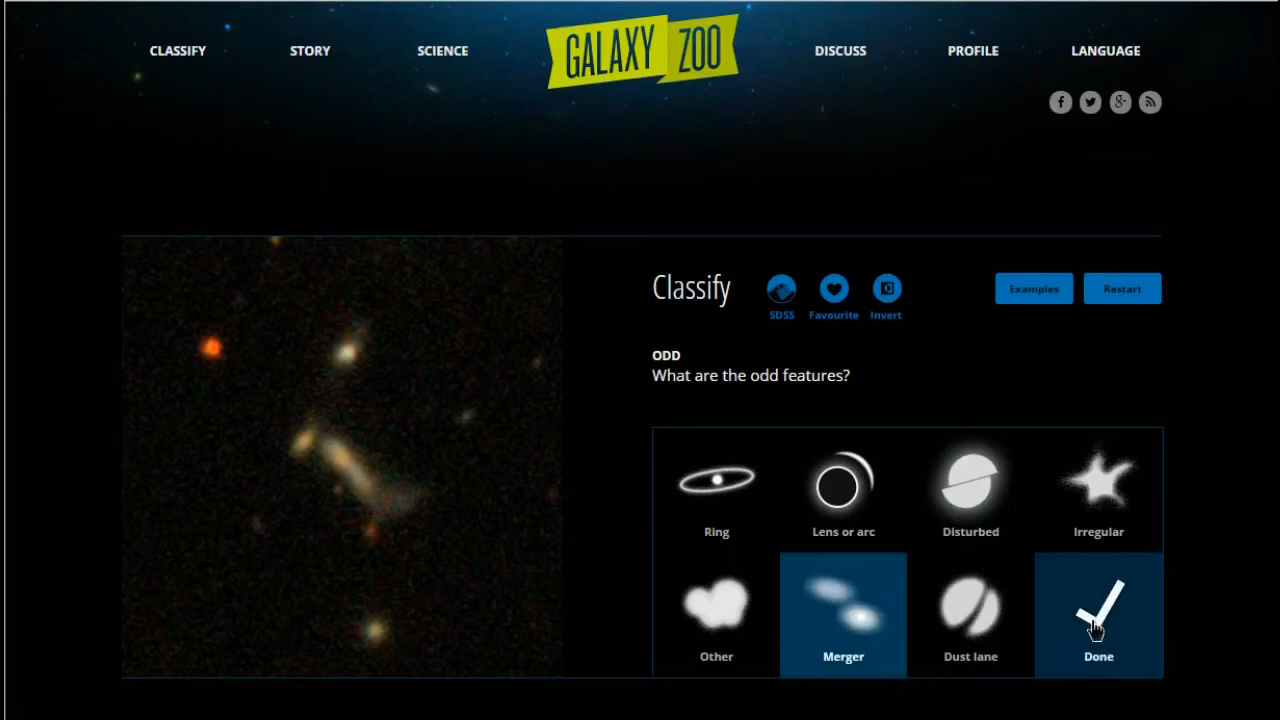 CLASSIFY STORY SCIENCE GALAXY ZOO DISCUSS PROFILE LANGUAGE
f g+
Classify SDSS Favourite Invert Examples Restart
ODD
What are the odd features?
Ring Lens or arc Disturbed Irregular
Other Merger Dust lane Done